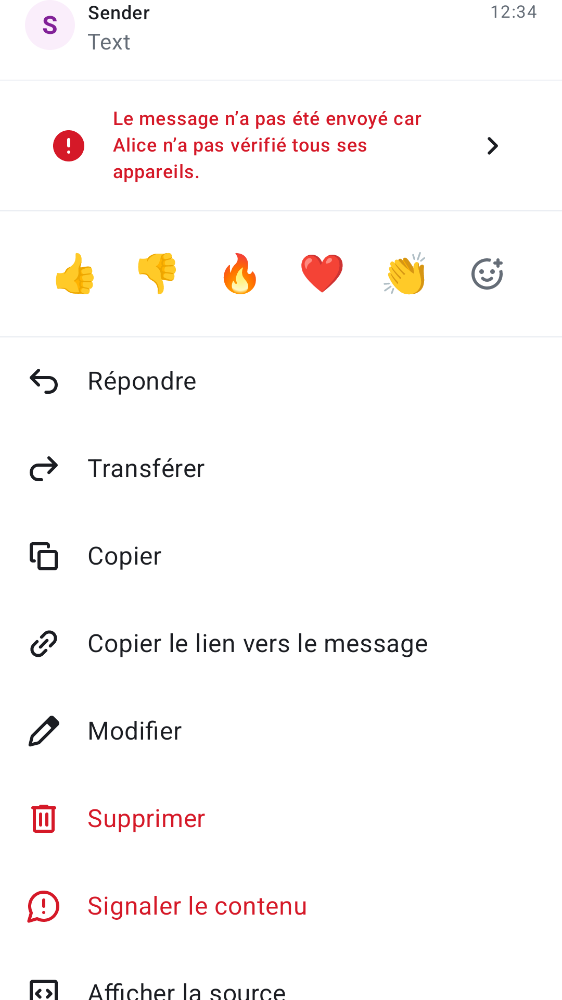 S
Sender
12:34
Text
Le message n’a pas été envoyé car
Alice n’a pas vérifié tous ses
appareils.
Répondre
Transférer
Copier
Copier le lien vers le message
Modifier
Supprimer
Signaler le contenu
Afficher la source